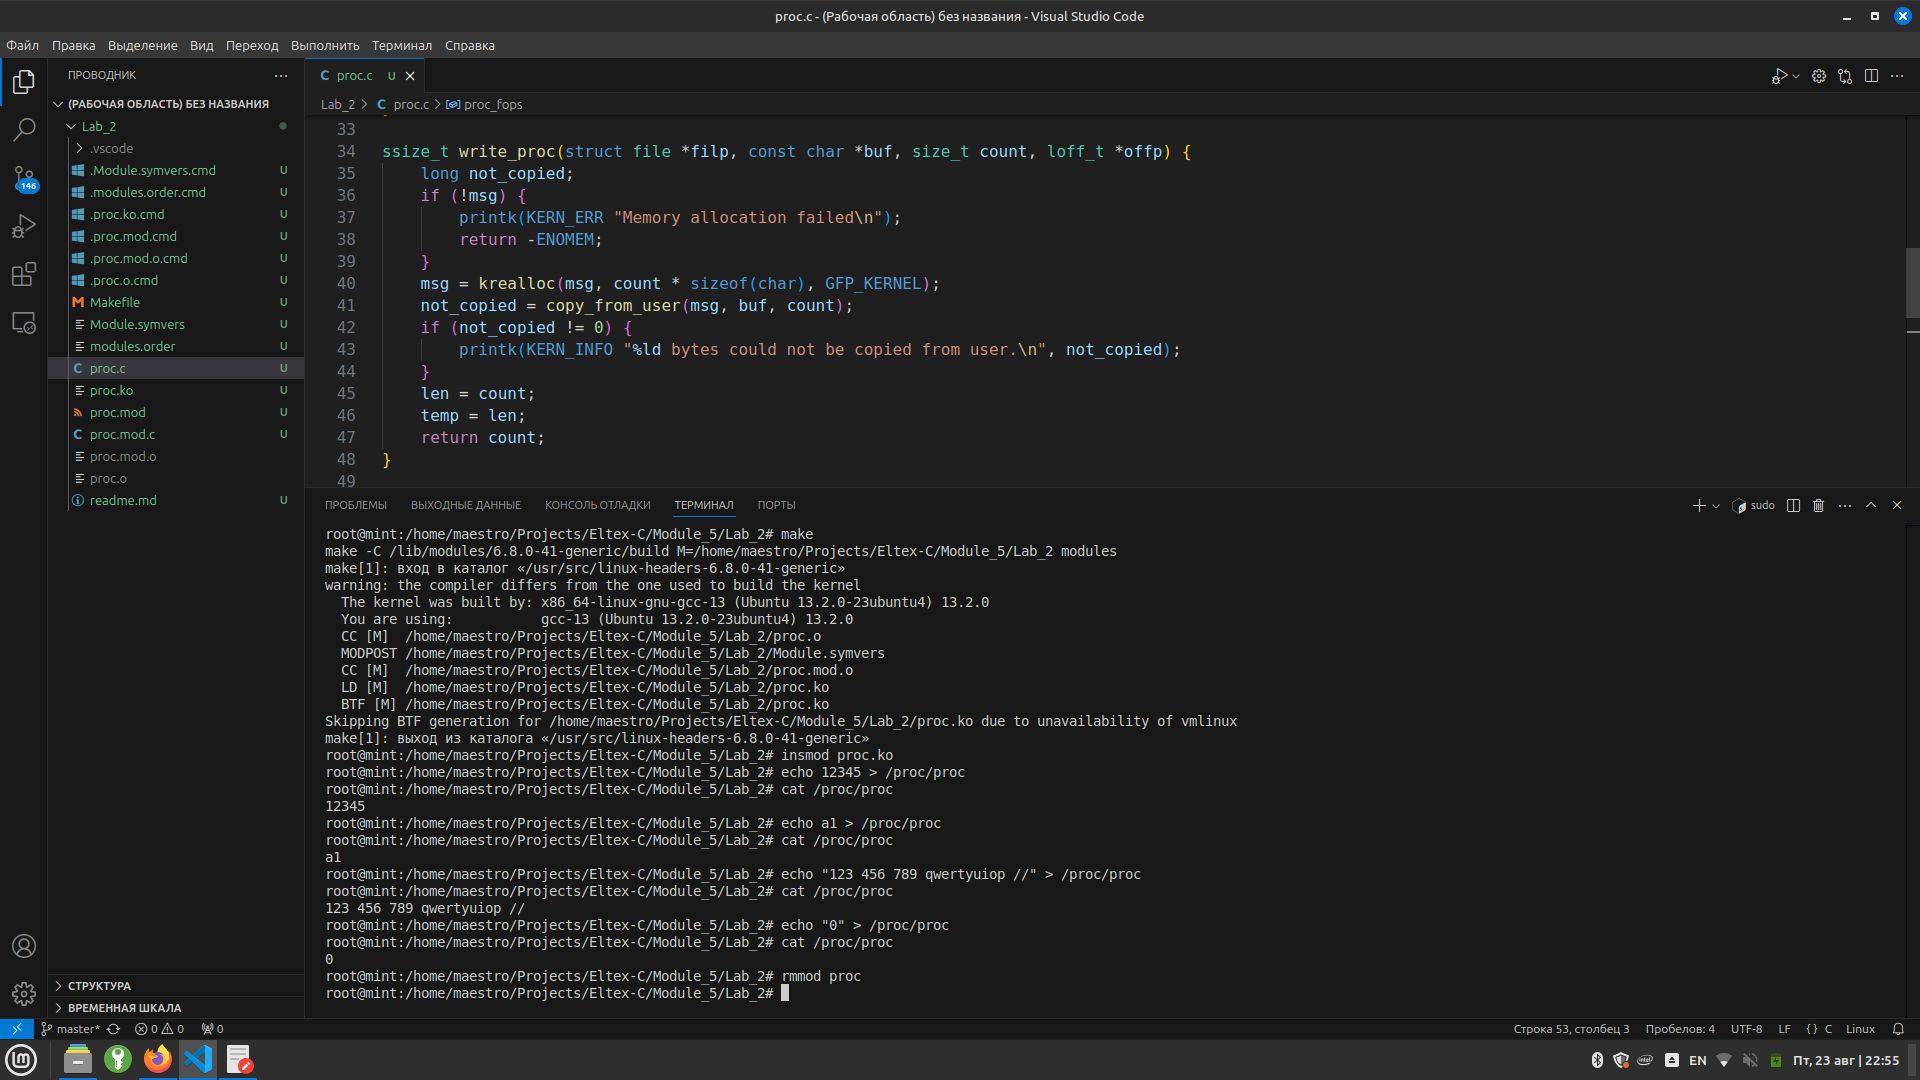 proc.c - (Рабочая область) без названия - Visual Studio Code
Файл Правка Выделение Вид Переход Выполнить Терминал Справка
ПРОВОДНИК
(РАБОЧАЯ ОБЛАСТЬ) БЕЗ НАЗВАНИЯ
Lab_2
.vscode
.Module.symvers.cmd U
.modules.order.cmd U
.proc.ko.cmd U
.proc.mod.cmd U
.proc.mod.o.cmd U
.proc.o.cmd U
Makefile U
Module.symvers U
modules.order U
proc.c U
proc.ko U
proc.mod U
proc.mod.c U
proc.mod.o
proc.o
readme.md U
СТРУКТУРА
ВРЕМЕННАЯ ШКАЛА
146
C proc.c U
Lab_2 > C proc.c > proc_fops
33
34 ssize_t write_proc(struct file *filp, const char *buf, size_t count, loff_t *offp) {
35 long not_copied;
36 if (!msg) {
37 printk(KERN_ERR "Memory allocation failed\n");
38 return -ENOMEM;
39 }
40 msg = krealloc(msg, count * sizeof(char), GFP_KERNEL);
41 not_copied = copy_from_user(msg, buf, count);
42 if (not_copied != 0) {
43 printk(KERN_INFO "%ld bytes could not be copied from user.\n", not_copied);
44 }
45 len = count;
46 temp = len;
47 return count;
48 }
49
ПРОБЛЕМЫ ВЫХОДНЫЕ ДАННЫЕ КОНСОЛЬ ОТЛАДКИ ТЕРМИНАЛ ПОРТЫ
sudo
root@mint:/home/maestro/Projects/Eltex-C/Module_5/Lab_2# make
make -C /lib/modules/6.8.0-41-generic/build M=/home/maestro/Projects/Eltex-C/Module_5/Lab_2 modules
make[1]: вход в каталог «/usr/src/linux-headers-6.8.0-41-generic»
warning: the compiler differs from the one used to build the kernel
The kernel was built by: x86_64-linux-gnu-gcc-13 (Ubuntu 13.2.0-23ubuntu4) 13.2.0
You are using: gcc-13 (Ubuntu 13.2.0-23ubuntu4) 13.2.0
CC [M] /home/maestro/Projects/Eltex-C/Module_5/Lab_2/proc.o
MODPOST /home/maestro/Projects/Eltex-C/Module_5/Lab_2/Module.symvers
CC [M] /home/maestro/Projects/Eltex-C/Module_5/Lab_2/proc.mod.o
LD [M] /home/maestro/Projects/Eltex-C/Module_5/Lab_2/proc.ko
BTF [M] /home/maestro/Projects/Eltex-C/Module_5/Lab_2/proc.ko
Skipping BTF generation for /home/maestro/Projects/Eltex-C/Module_5/Lab_2/proc.ko due to unavailability of vmlinux
make[1]: выход из каталога «/usr/src/linux-headers-6.8.0-41-generic»
root@mint:/home/maestro/Projects/Eltex-C/Module_5/Lab_2# insmod proc.ko
root@mint:/home/maestro/Projects/Eltex-C/Module_5/Lab_2# echo 12345 > /proc/proc
root@mint:/home/maestro/Projects/Eltex-C/Module_5/Lab_2# cat /proc/proc
12345
root@mint:/home/maestro/Projects/Eltex-C/Module_5/Lab_2# echo a1 > /proc/proc
root@mint:/home/maestro/Projects/Eltex-C/Module_5/Lab_2# cat /proc/proc
a1
root@mint:/home/maestro/Projects/Eltex-C/Module_5/Lab_2# echo "123 456 789 qwertyuiop //" > /proc/proc
root@mint:/home/maestro/Projects/Eltex-C/Module_5/Lab_2# cat /proc/proc
123 456 789 qwertyuiop //
root@mint:/home/maestro/Projects/Eltex-C/Module_5/Lab_2# echo "0" > /proc/proc
root@mint:/home/maestro/Projects/Eltex-C/Module_5/Lab_2# cat /proc/proc
0
root@mint:/home/maestro/Projects/Eltex-C/Module_5/Lab_2# rmmod proc
root@mint:/home/maestro/Projects/Eltex-C/Module_5/Lab_2#
master* 0 0 0 Строка 53, столбец 3 Пробелов: 4 UTF-8 LF {} C Linux
EN Пт, 23 авг | 22:55